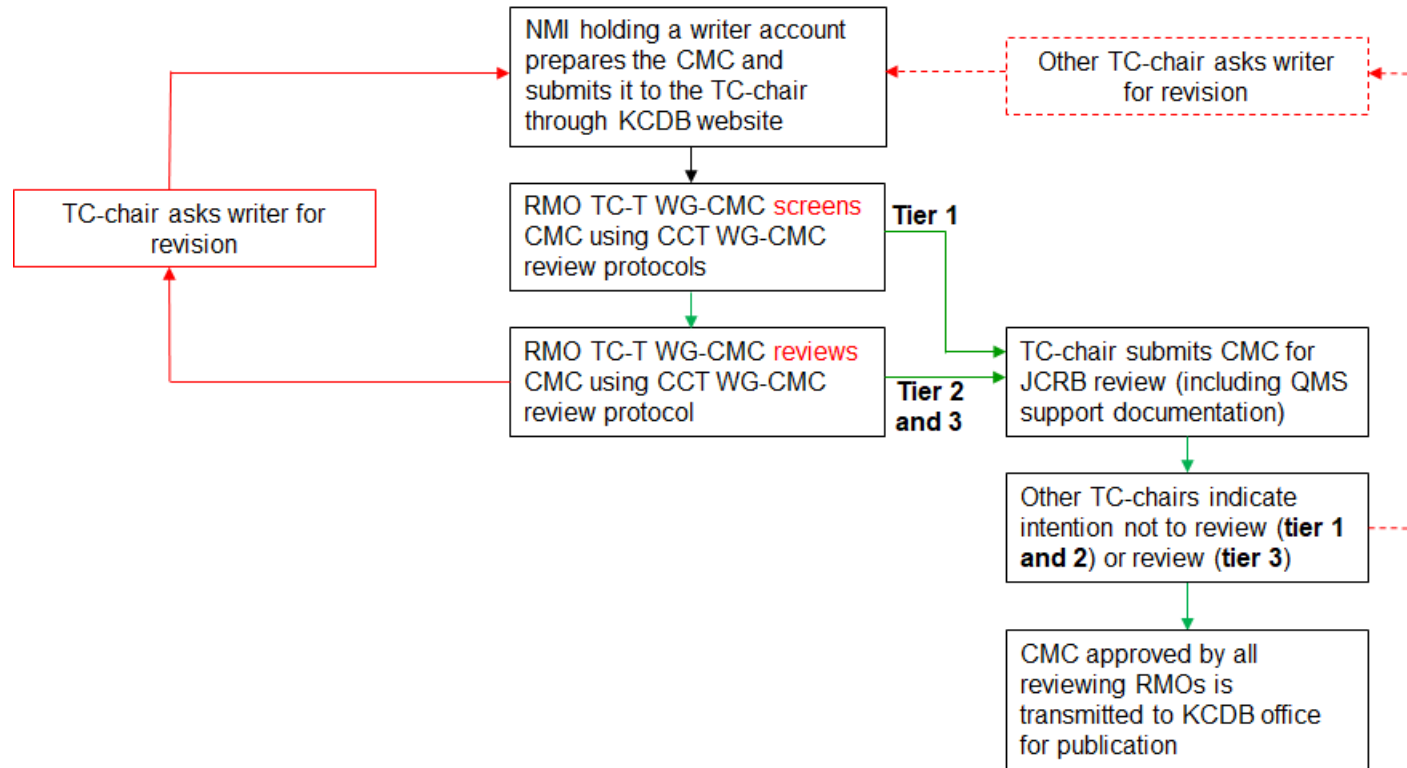 NMI holding a writer account
prepares the CMC and
submits it to the TC-chair
through KCDB website
Other TC-chair asks writer
for revision
TC-chair asks writer for
revision
RMO TC-T WG-CMC screens
CMC using CCT WG-CMC
review protocols
Tier 1
RMO TC-T WG-CMC reviews
CMC using CCT WG-CMC
review protocol
Tier 2
and 3
TC-chair submits CMC for
JCRB review (including QMS
support documentation)
Other TC-chairs indicate
intention not to review (tier 1
and 2) or review (tier 3)
CMC approved by all
reviewing RMOs is
transmitted to KCDB office
for publication